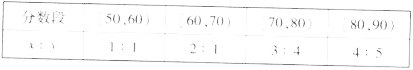 分数段 [50,60) [60,70) [70,80) [80,90)
x : y 1 : 1 2 : 1 3 : 4 4 : 5